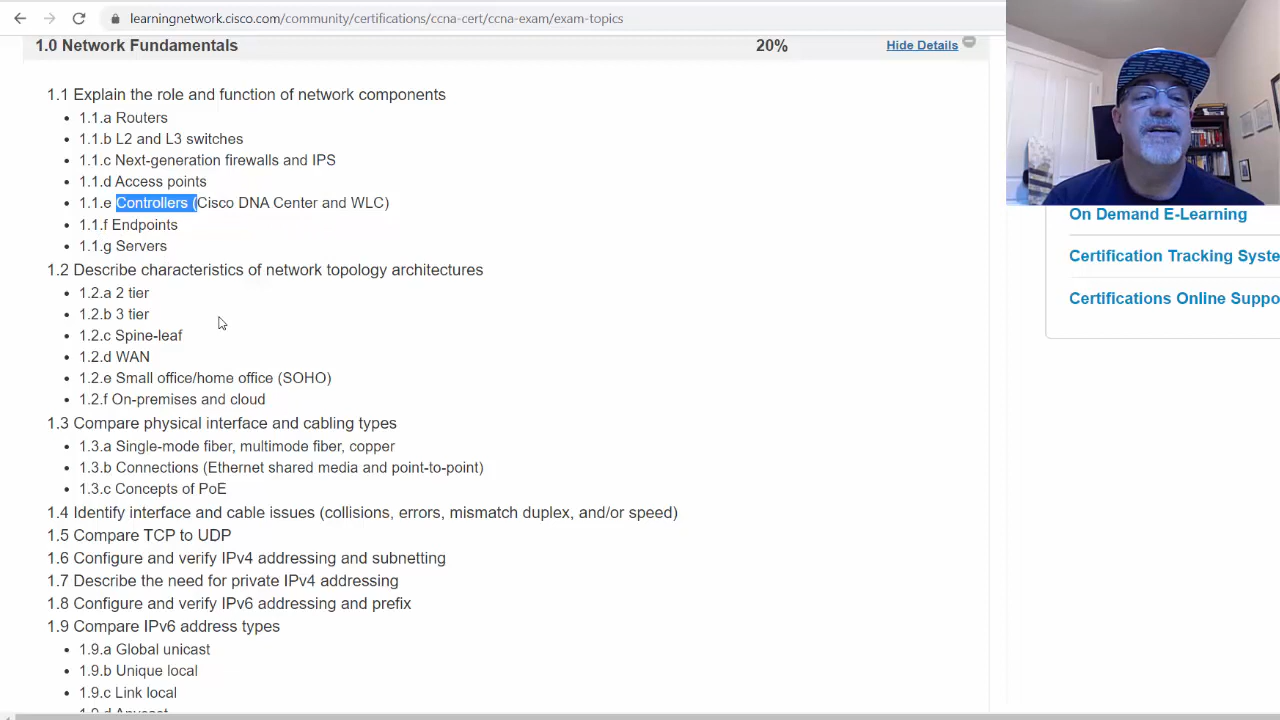 learningnetwork.cisco.com/community/certifications/ccna-cert/ccna-exam/exam-topics
1.0 Network Fundamentals 20% Hide Details
1.1 Explain the role and function of network components
• 1.1.a Routers
• 1.1.b L2 and L3 switches
• 1.1.c Next-generation firewalls and IPS
• 1.1.d Access points
• 1.1.e Controllers (Cisco DNA Center and WLC)
• 1.1.f Endpoints
• 1.1.g Servers
1.2 Describe characteristics of network topology architectures
• 1.2.a 2 tier
• 1.2.b 3 tier
• 1.2.c Spine-leaf
• 1.2.d WAN
• 1.2.e Small office/home office (SOHO)
• 1.2.f On-premises and cloud
1.3 Compare physical interface and cabling types
• 1.3.a Single-mode fiber, multimode fiber, copper
• 1.3.b Connections (Ethernet shared media and point-to-point)
• 1.3.c Concepts of PoE
1.4 Identify interface and cable issues (collisions, errors, mismatch duplex, and/or speed)
1.5 Compare TCP to UDP
1.6 Configure and verify IPv4 addressing and subnetting
1.7 Describe the need for private IPv4 addressing
1.8 Configure and verify IPv6 addressing and prefix
1.9 Compare IPv6 address types
• 1.9.a Global unicast
• 1.9.b Unique local
• 1.9.c Link local
On Demand E-Learning
Certification Tracking Syste
Certifications Online Suppo